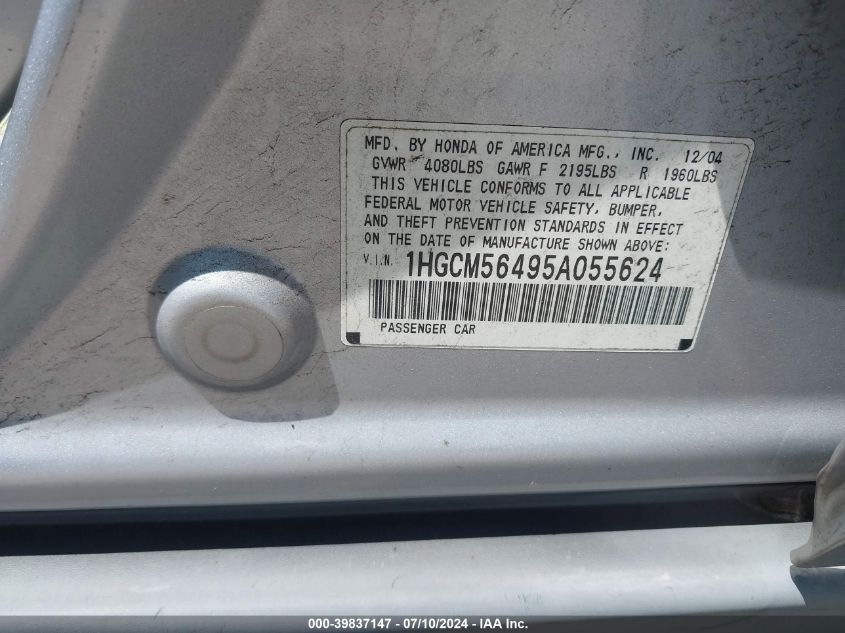 MFD. BY HONDA OF AMERICA MFG., INC. 12/04
GVWR 4080LBS GAWR F 2195LBS R 1960LBS
THIS VEHICLE CONFORMS TO ALL APPLICABLE
FEDERAL MOTOR VEHICLE SAFETY, BUMPER,
AND THEFT PREVENTION STANDARDS IN EFFECT
ON THE DATE OF MANUFACTURE SHOWN ABOVE:
V.I.N. 1HGCM56495A055624
PASSENGER CAR
000-39837147 - 07/10/2024 - IAA Inc.